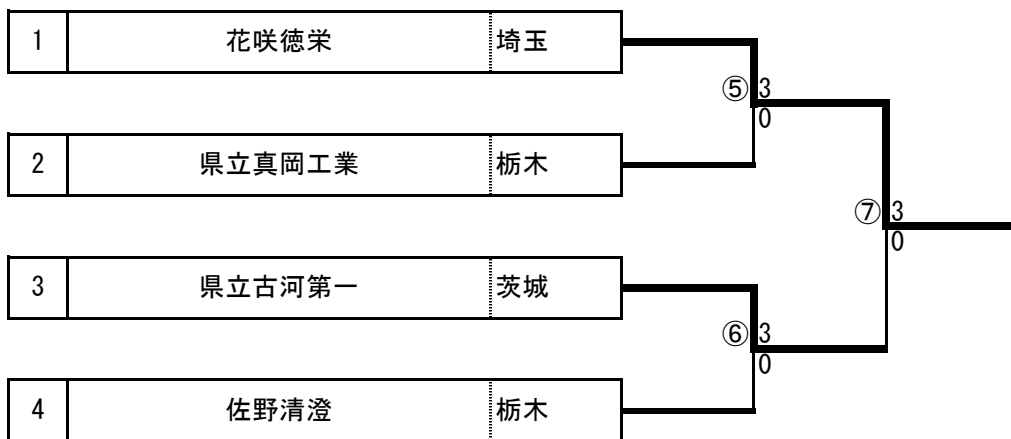 1 花咲徳栄 埼玉
⑤ 3
0
2 県立真岡工業 栃木
⑦ 3
0
3 県立古河第一 茨城
⑥ 3
0
4 佐野清澄 栃木